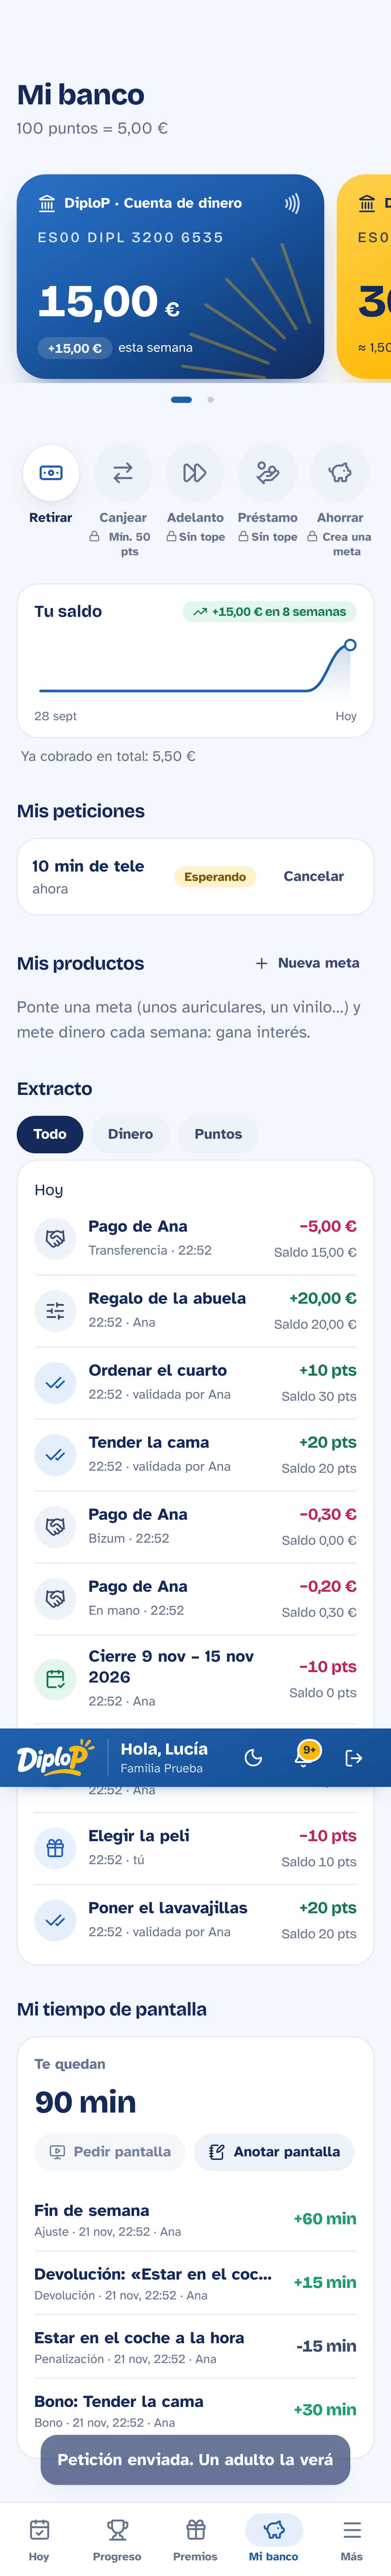 Mi banco
100 puntos = 5,00 €
DiploP · Cuenta de dinero
ES00 DIPL 3200 6535
15,00 €
+15,00 € esta semana
ES0
≈ 1,50
Retirar
Canjear
Adelanto
Préstamo
Ahorrar
Mín. 50 pts
Sin tope
Sin tope
Crea una meta
Tu saldo
+15,00 € en 8 semanas
28 sept
Hoy
Ya cobrado en total: 5,50 €
Mis peticiones
10 min de tele
ahora
Esperando
Cancelar
Mis productos
+ Nueva meta
Ponte una meta (unos auriculares, un vinilo...) y
mete dinero cada semana: gana interés.
Extracto
Todo
Dinero
Puntos
Hoy
Pago de Ana
−5,00 €
Transferencia · 22:52
Saldo 15,00 €
Regalo de la abuela
+20,00 €
22:52 · Ana
Saldo 20,00 €
Ordenar el cuarto
+10 pts
22:52 · validada por Ana
Saldo 30 pts
Tender la cama
+20 pts
22:52 · validada por Ana
Saldo 20 pts
Pago de Ana
−0,30 €
Bizum · 22:52
Saldo 0,00 €
Pago de Ana
−0,20 €
En mano · 22:52
Saldo 0,30 €
Cierre 9 nov – 15 nov
2026
−10 pts
22:52 · Ana
Saldo 0 pts
DiploP
Hola, Lucía
Familia Prueba
9+
22:52 · Ana
Elegir la peli
−10 pts
22:52 · tú
Saldo 10 pts
Poner el lavavajillas
+20 pts
22:52 · validada por Ana
Saldo 20 pts
Mi tiempo de pantalla
Te quedan
90 min
Pedir pantalla
Anotar pantalla
Fin de semana
+60 min
Ajuste · 21 nov, 22:52 · Ana
Devolución: «Estar en el coc...
+15 min
Devolución · 21 nov, 22:52 · Ana
Estar en el coche a la hora
-15 min
Penalización · 21 nov, 22:52 · Ana
Bono: Tender la cama
+30 min
Bono · 21 nov, 22:52 · Ana
Petición enviada. Un adulto la verá
Hoy
Progreso
Premios
Mi banco
Más